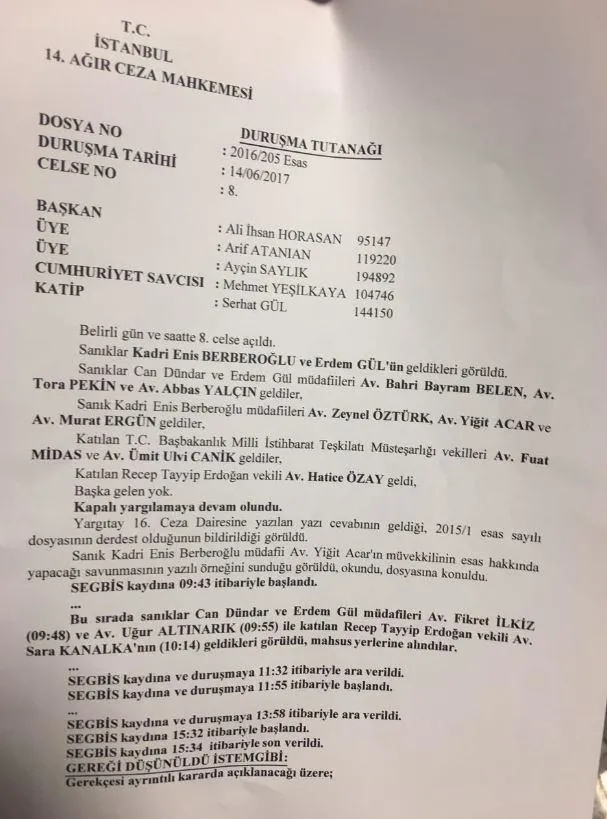 T.C.
İSTANBUL
14. AĞIR CEZA MAHKEMESİ
DURUŞMA TUTANAĞI
DOSYA NO : 2016/205 Esas
DURUŞMA TARİHİ : 14/06/2017
CELSE NO : 8.
BAŞKAN : Ali İhsan HORASAN 95147
ÜYE : Arif ATANIAN 119220
ÜYE : Ayçin SAYLIK 194892
CUMHURİYET SAVCISI : Mehmet YEŞİLKAYA 104746
KATİP : Serhat GÜL 144150
Belirli gün ve saatte 8. celse açıldı.
Sanıklar Kadri Enis BERBEROĞLU ve Erdem GÜL'ün geldikleri görüldü.
Sanıklar Can Dündar ve Erdem Gül müdafiileri Av. Bahri Bayram BELEN, Av.
Tora PEKİN ve Av. Abbas YALÇIN geldiler,
Sanık Kadri Enis Berberoğlu müdafiileri Av. Zeynel ÖZTÜRK, Av. Yiğit ACAR ve
Av. Murat ERGÜN geldiler,
Katılan T.C. Başbakanlık Milli İstihbarat Teşkilatı Müsteşarlığı vekilleri Av. Fuat
MİDAS ve Av. Ümit Ulvi CANİK geldiler,
Katılan Recep Tayyip Erdoğan vekili Av. Hatice ÖZAY geldi,
Başka gelen yok.
Kapalı yargılamaya devam olundu.
Yargıtay 16. Ceza Dairesine yazılan yazı cevabının geldiği, 2015/1 esas sayılı
dosyasının derdest olduğunun bildirildiği görüldü.
Sanık Kadri Enis Berberoğlu müdafii Av. Yiğit Acar'ın müvekkilinin esas hakkında
yapacağı savunmasının yazılı örneğini sunduğu görüldü, okundu, dosyasına konuldu.
SEGBİS kaydına 09:43 itibariyle başlandı.
...
Bu sırada sanıklar Can Dündar ve Erdem Gül müdafileri Av. Fikret İLKİZ
(09:48) ve Av. Uğur ALTINARIK (09:55) ile katılan Recep Tayyip Erdoğan vekili Av.
Sara KANALKA'nın (10:14) geldikleri görüldü, mahsus yerlerine alındılar.
...
SEGBİS kaydına ve duruşmaya 11:32 itibariyle ara verildi.
SEGBİS kaydına ve duruşmaya 11:55 itibariyle başlandı.
...
SEGBİS kaydına ve duruşmaya 13:58 itibariyle ara verildi.
SEGBİS kaydına 15:32 itibariyle başlandı.
SEGBİS kaydına 15:34 itibariyle son verildi.
GEREĞİ DÜŞÜNÜLDÜ İSTEMGİBİ:
Gerekçesi ayrıntılı kararda açıklanacağı üzere;